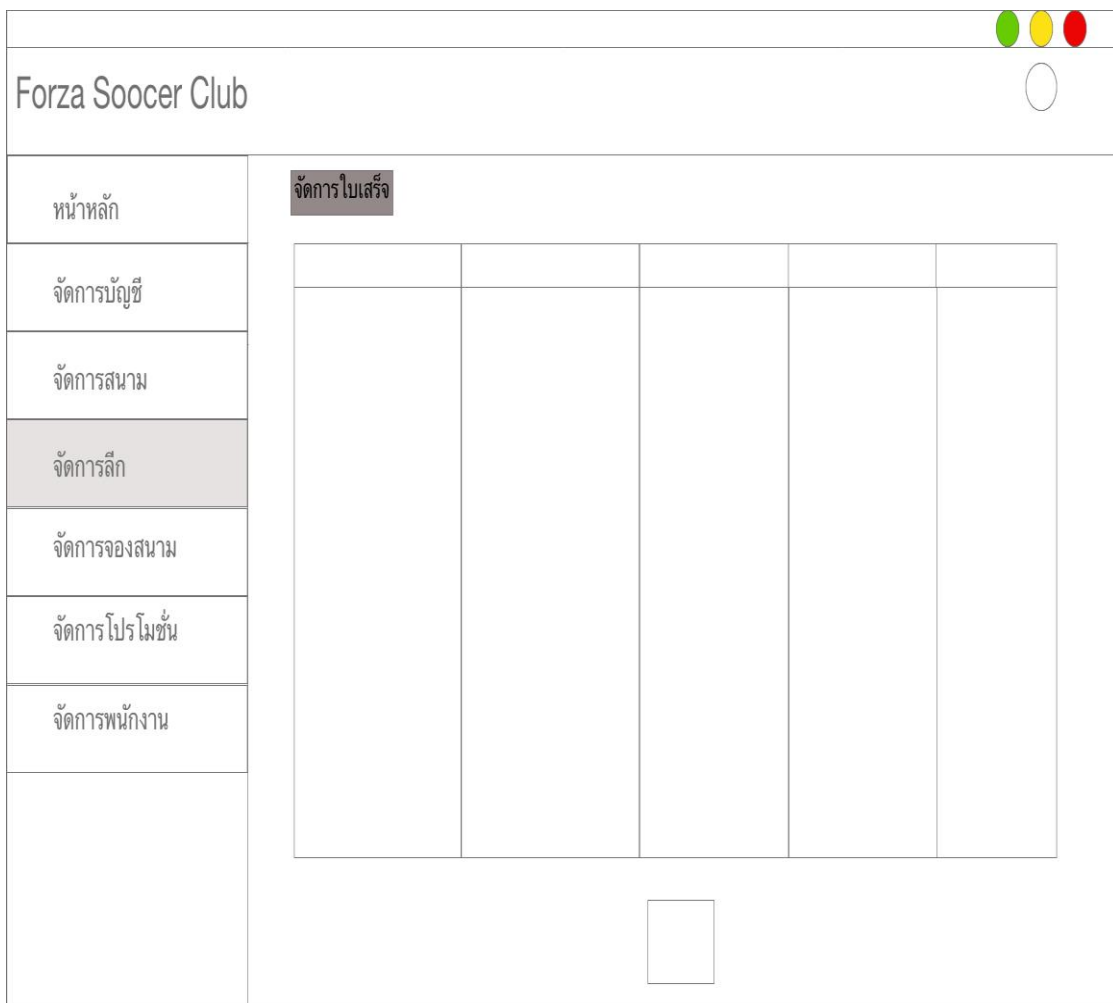 Forza Soocer Club
หน้าหลัก
จัดการใบเสร็จ
จัดการบัญชี
จัดการสนาม
จัดการลีก
จัดการจองสนาม
จัดการโปรโมชั่น
จัดการพนักงาน